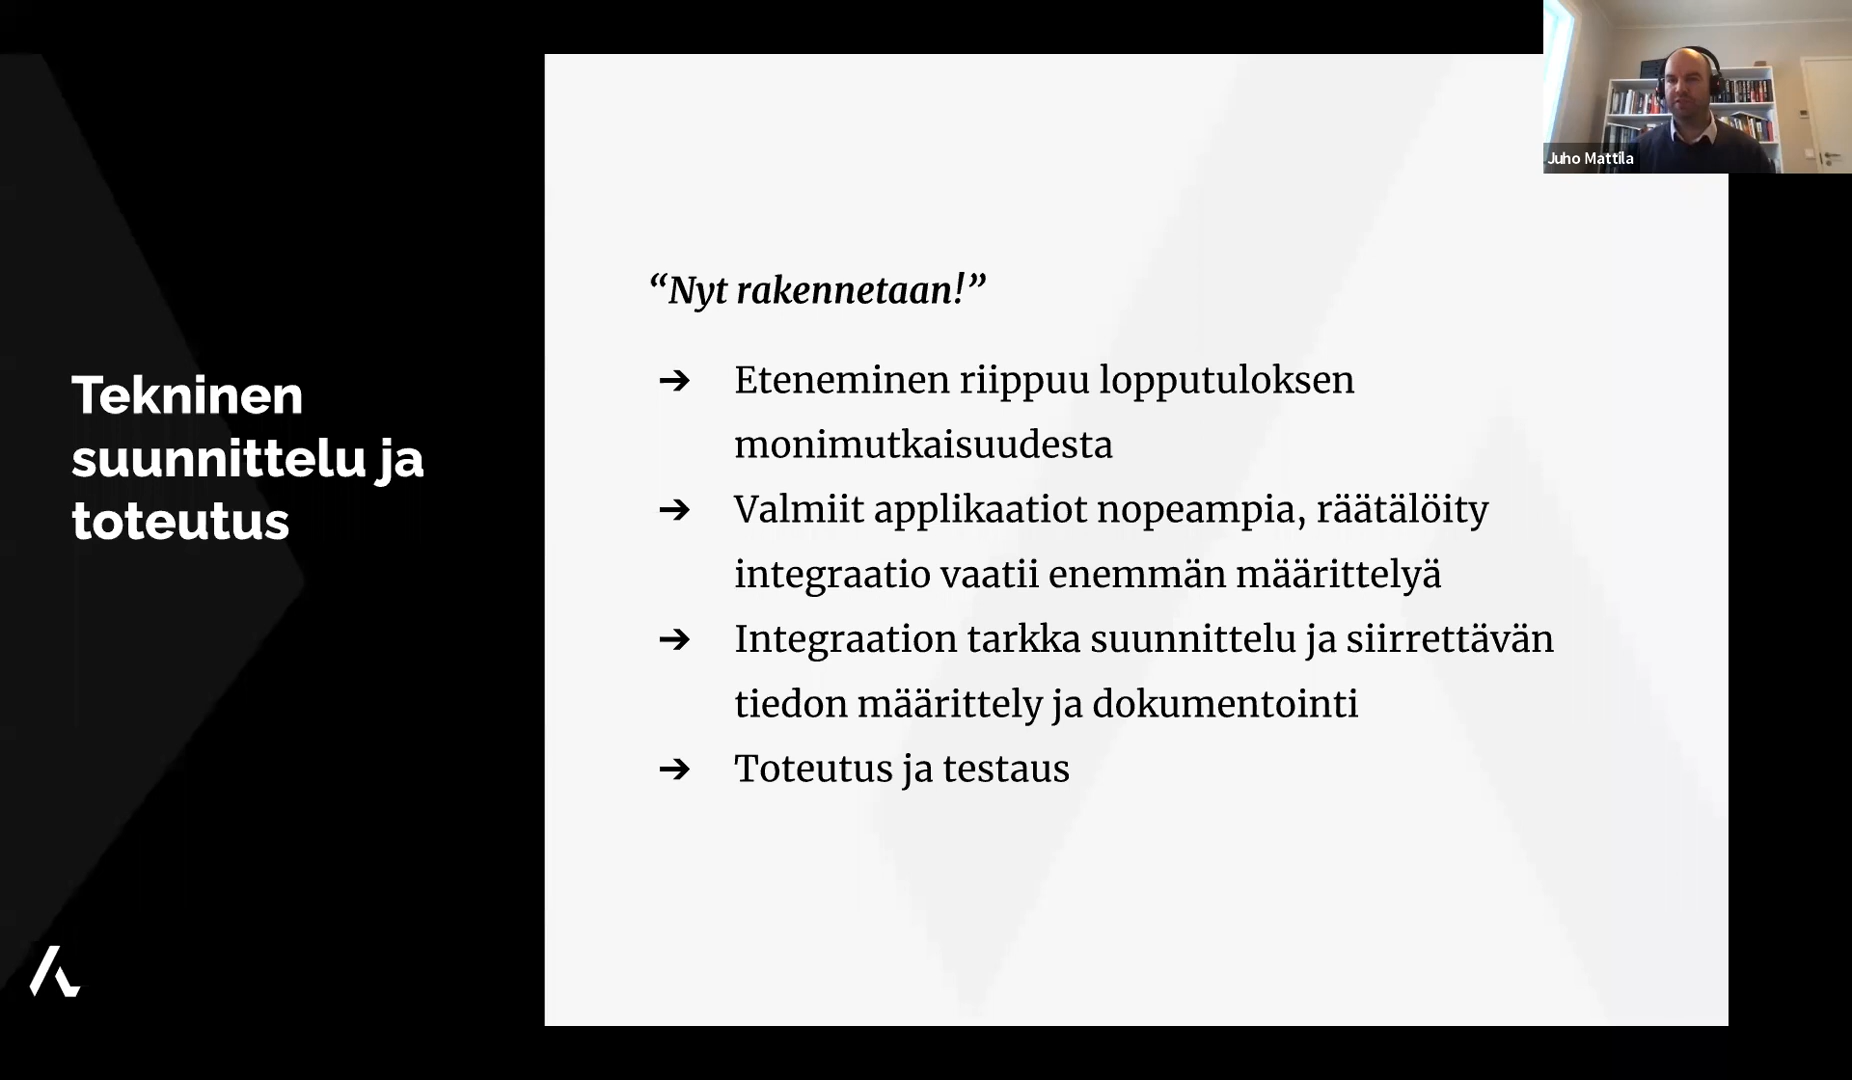 Juho Mattila
Tekninen
suunnittelu ja
toteutus
“Nyt rakennetaan!”
➔ Eteneminen riippuu lopputuloksen
monimutkaisuudesta
➔ Valmiit applikaatiot nopeampia, räätälöity
integraatio vaatii enemmän määrittelyä
➔ Integraation tarkka suunnittelu ja siirrettävän
tiedon määrittely ja dokumentointi
➔ Toteutus ja testaus